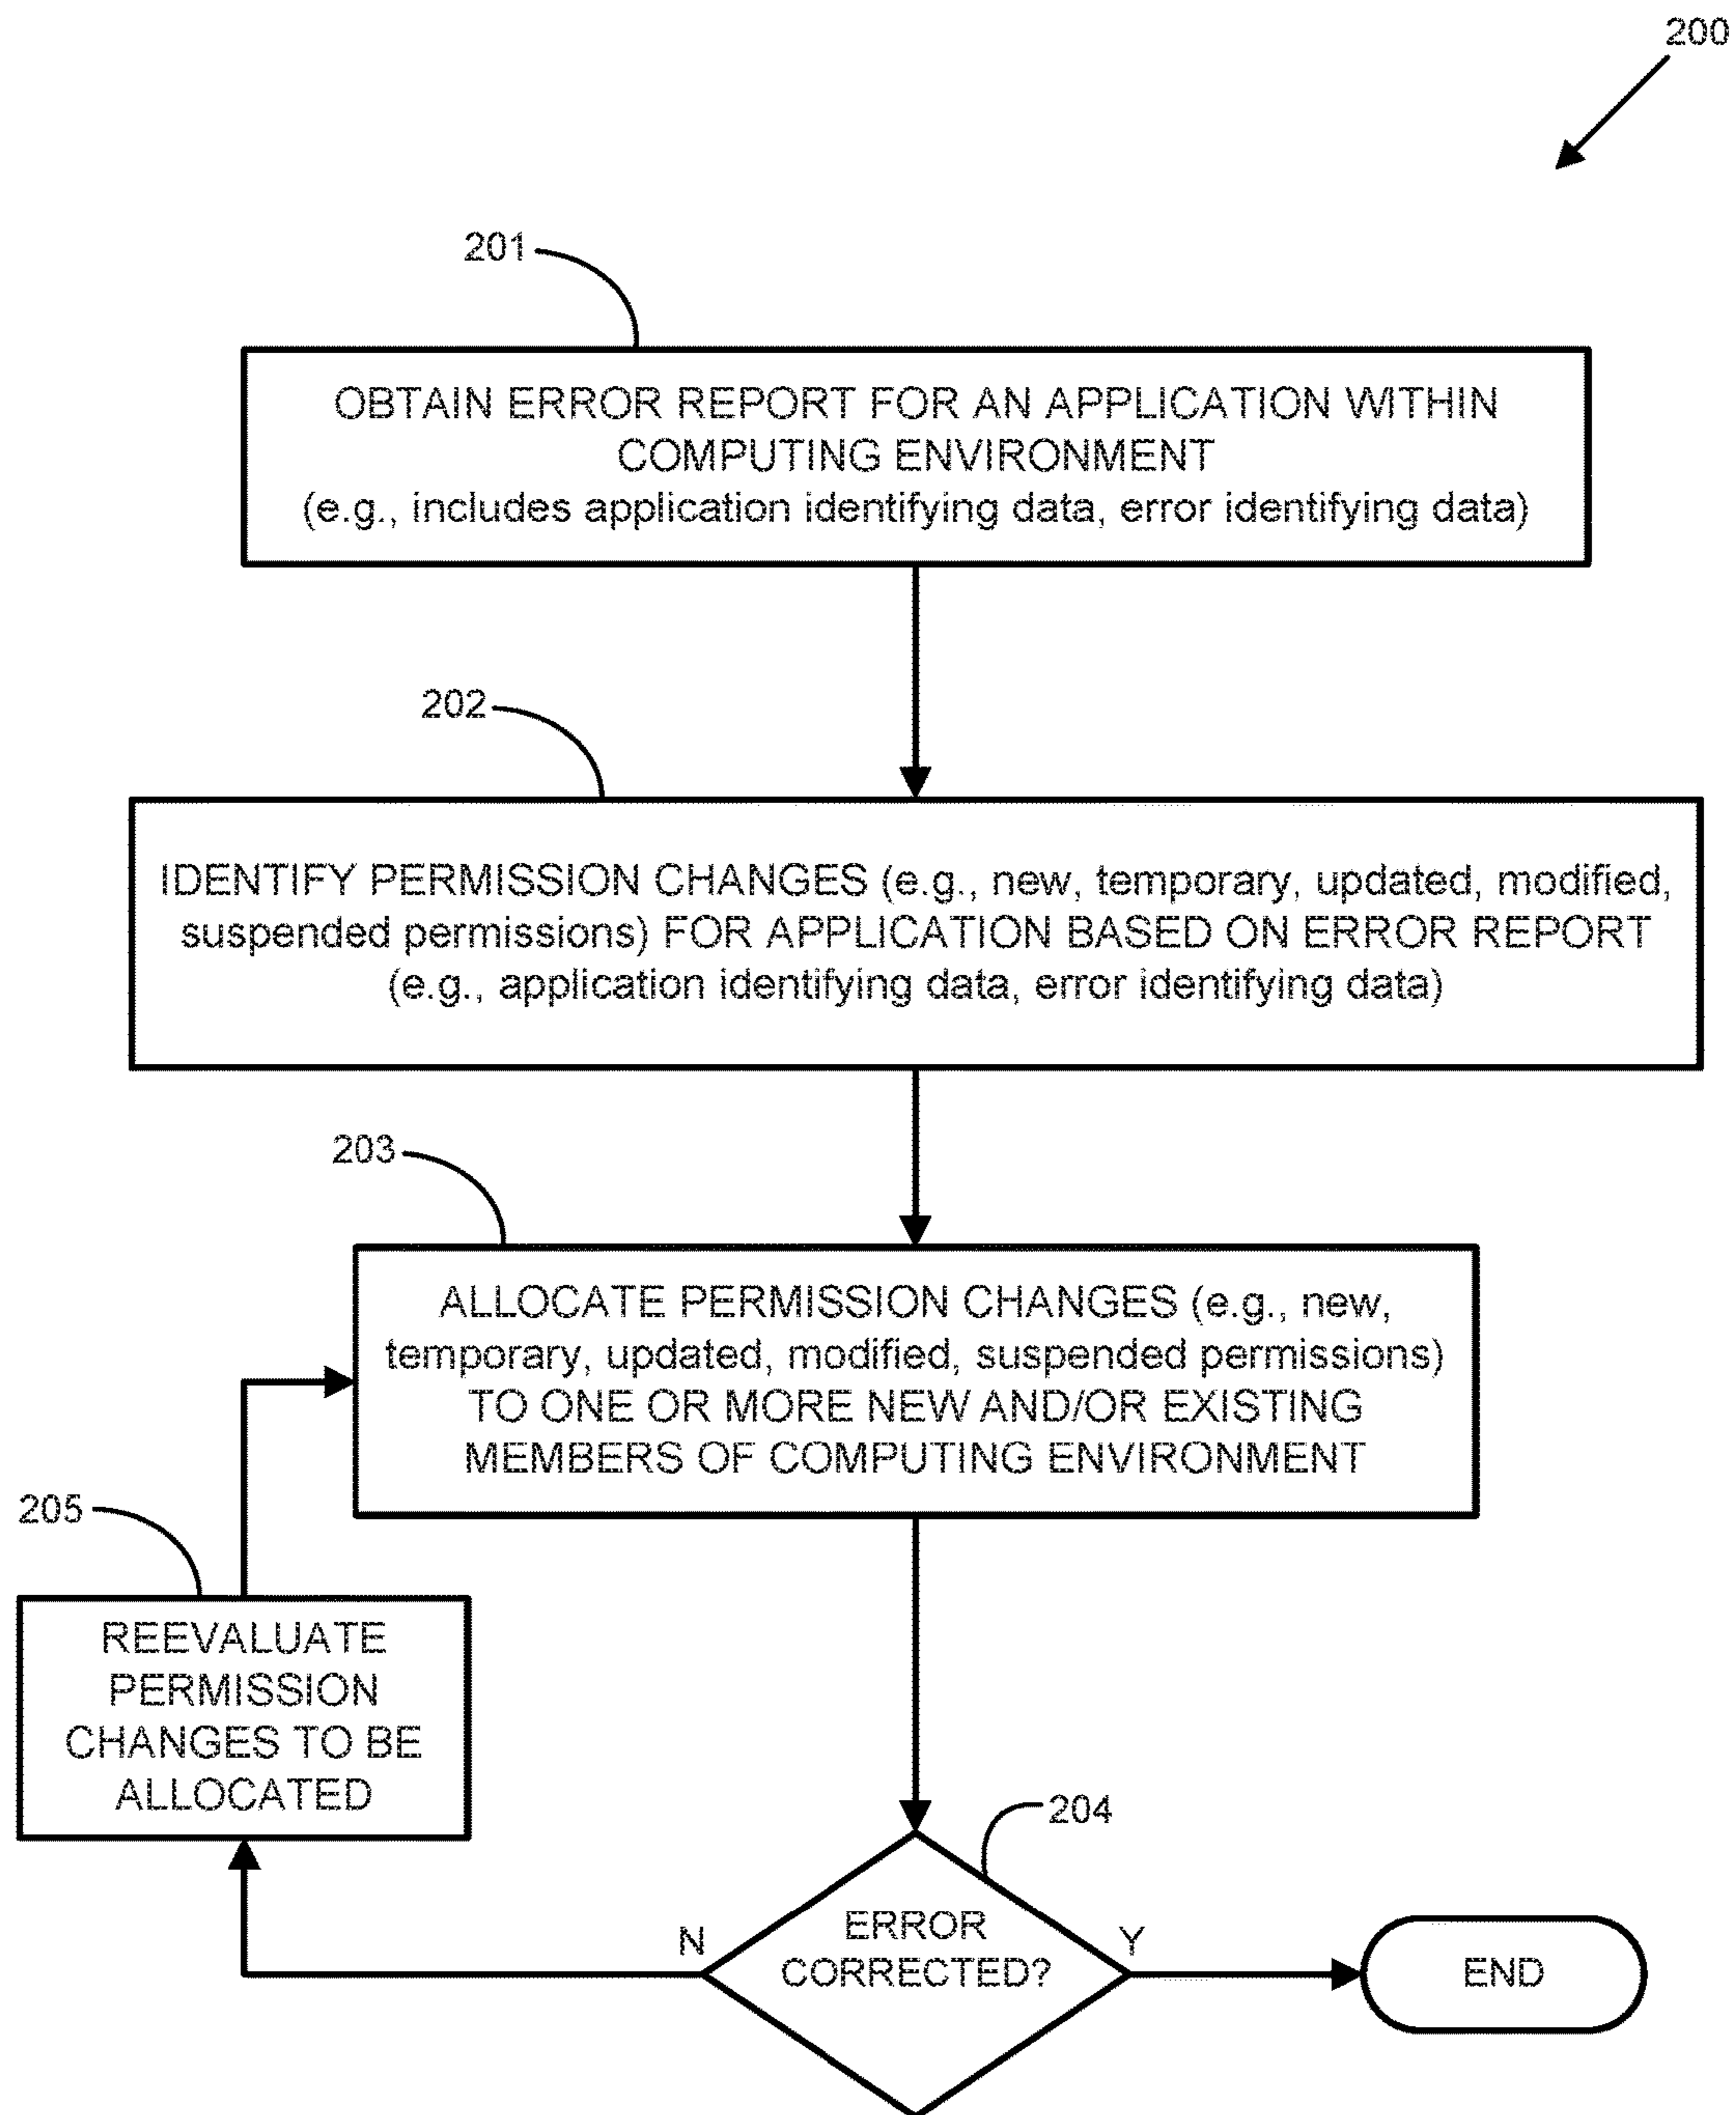 200
201
OBTAIN ERROR REPORT FOR AN APPLICATION WITHIN
COMPUTING ENVIRONMENT
(e.g., includes application identifying data, error identifying data)
202
IDENTIFY PERMISSION CHANGES (e.g., new, temporary, updated, modified,
suspended permissions) FOR APPLICATION BASED ON ERROR REPORT
(e.g., application identifying data, error identifying data)
203
ALLOCATE PERMISSION CHANGES (e.g., new,
temporary, updated, modified, suspended permissions)
TO ONE OR MORE NEW AND/OR EXISTING
MEMBERS OF COMPUTING ENVIRONMENT
205
REEVALUATE
PERMISSION
CHANGES TO BE
ALLOCATED
204
N
ERROR
CORRECTED?
Y
END